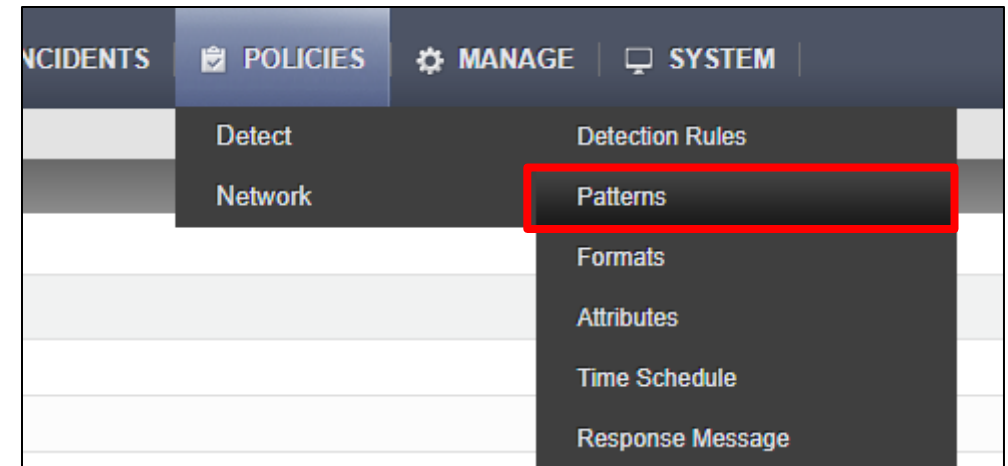 NCIDENTS POLICIES MANAGE SYSTEM
Detect
Network
Detection Rules
Patterns
Formats
Attributes
Time Schedule
Response Message